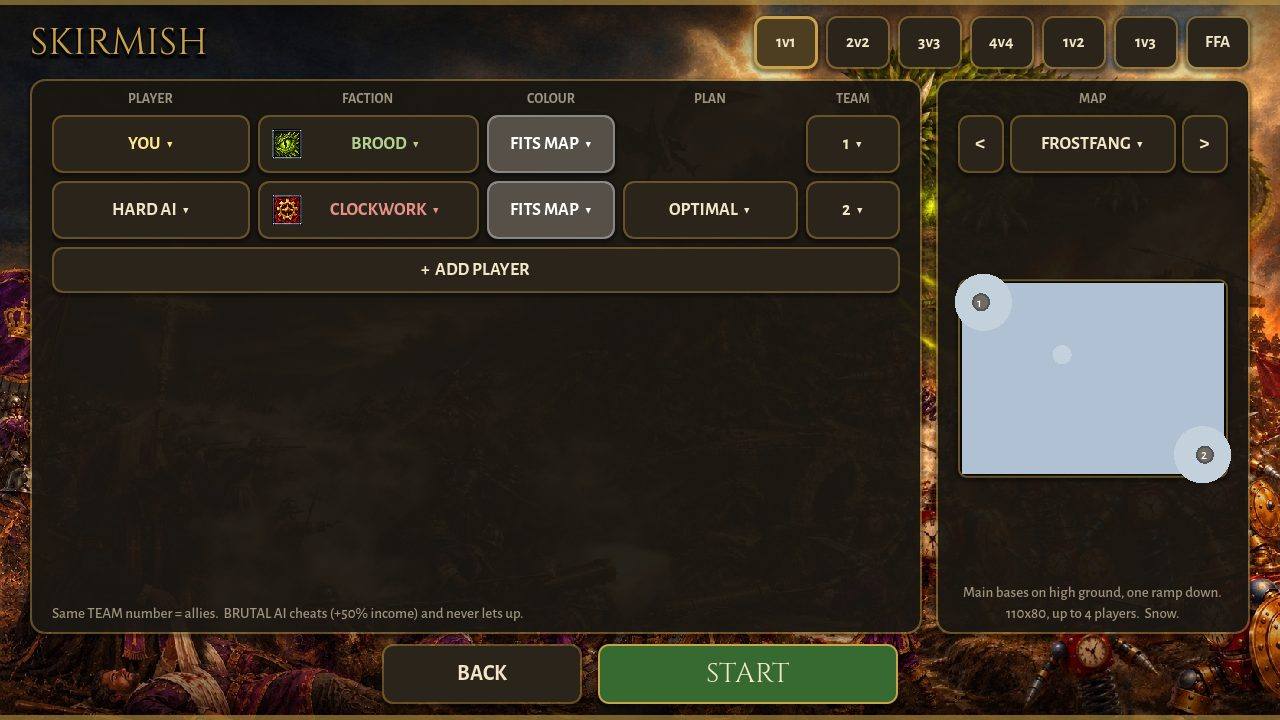 SKIRMISH
1v1 2v2 3v3 4v4 1v2 1v3 FFA
PLAYER FACTION COLOUR PLAN TEAM
YOU BROOD FITS MAP 1
HARD AI CLOCKWORK FITS MAP OPTIMAL 2
+ ADD PLAYER
Same TEAM number = allies. BRUTAL AI cheats (+50% income) and never lets up.
MAP
< FROSTFANG >
1
2
Main bases on high ground, one ramp down.
110x80, up to 4 players. Snow.
BACK START